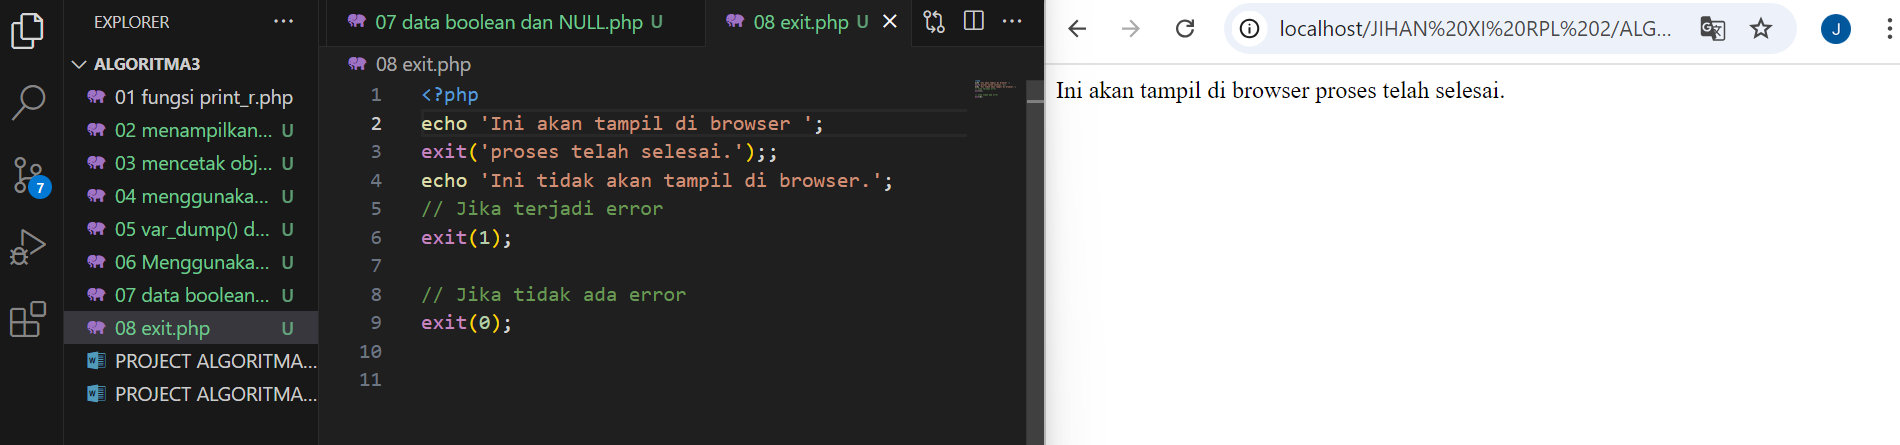 EXPLORER ...
07 data boolean dan NULL.php U
08 exit.php U
localhost/JIHAN%20XI%20RPL%202/ALG...
J
ALGORITMA3
01 fungsi print_r.php
02 menampilkan... U
03 mencetak obj... U
04 menggunaka... U
05 var_dump() d... U
06 Menggunaka... U
07 data boolean... U
08 exit.php U
PROJECT ALGORITMA...
PROJECT ALGORITMA...
7
08 exit.php
1 <?php
2 echo 'Ini akan tampil di browser ';
3 exit('proses telah selesai.');;
4 echo 'Ini tidak akan tampil di browser.';
5 // Jika terjadi error
6 exit(1);
7
8 // Jika tidak ada error
9 exit(0);
10
11
Ini akan tampil di browser proses telah selesai.